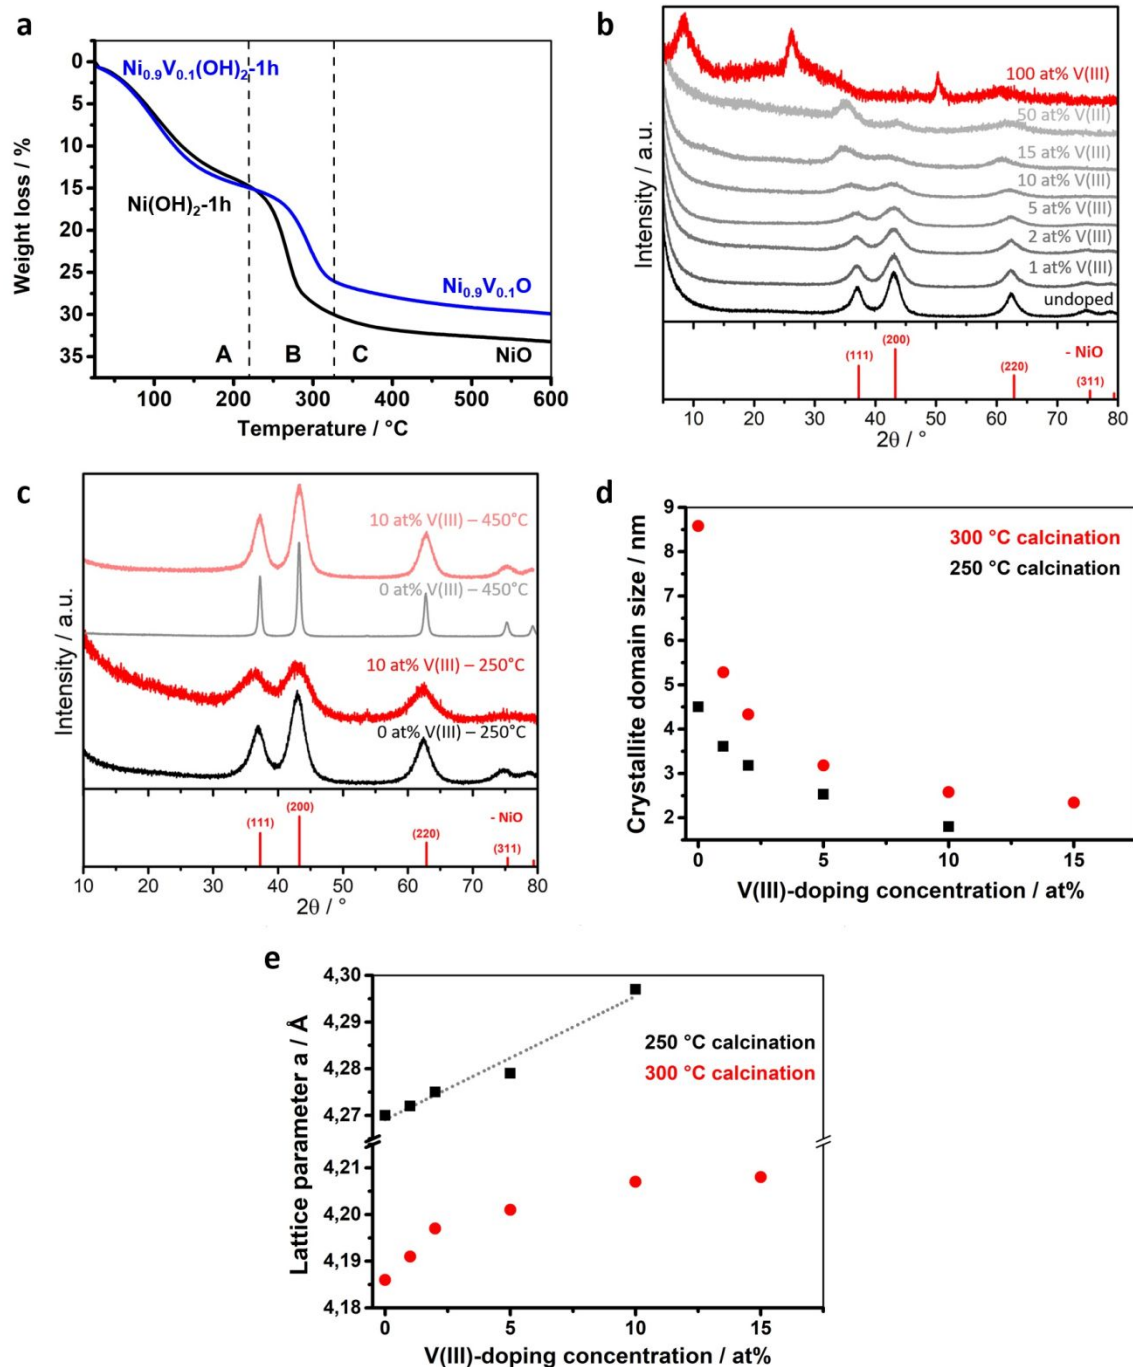 a
Ni0.9V0.1(OH)2-1h
Ni(OH)2-1h
Ni0.9V0.1O
NiO
A
B
C
0
5
10
15
20
25
30
35
Weight loss / %
100 200 300 400 500 600
Temperature / °C
b
100 at% V(III)
50 at% V(III)
15 at% V(III)
10 at% V(III)
5 at% V(III)
2 at% V(III)
1 at% V(III)
undoped
(111)
(200)
(220)
(311)
- NiO
Intensity / a.u.
10 20 30 40 50 60 70 80
2θ / °
c
10 at% V(III) – 450°C
0 at% V(III) – 450°C
10 at% V(III) – 250°C
0 at% V(III) – 250°C
(111)
(200)
(220)
(311)
- NiO
Intensity / a.u.
10 20 30 40 50 60 70 80
2θ / °
d
300 °C calcination
250 °C calcination
9
8
7
6
5
4
3
2
Crystallite domain size / nm
0 5 10 15
V(III)-doping concentration / at%
e
250 °C calcination
300 °C calcination
4,30
4,29
4,28
4,27
4,21
4,20
4,19
4,18
Lattice parameter a / Å
0 5 10 15
V(III)-doping concentration / at%